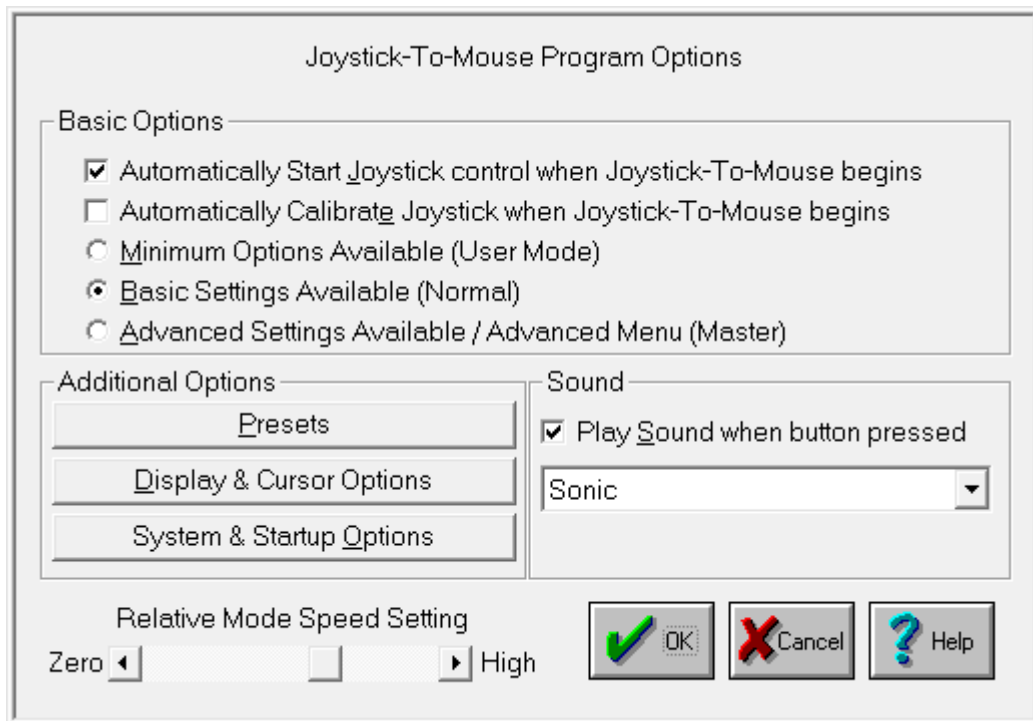 Joystick-To-Mouse Program Options
Basic Options
Automatically Start Joystick control when Joystick-To-Mouse begins
Automatically Calibrate Joystick when Joystick-To-Mouse begins
Minimum Options Available (User Mode)
Basic Settings Available (Normal)
Advanced Settings Available / Advanced Menu (Master)
Additional Options
Presets
Display & Cursor Options
System & Startup Options
Sound
Play Sound when button pressed
Sonic
Relative Mode Speed Setting
Zero
High
OK
Cancel
Help